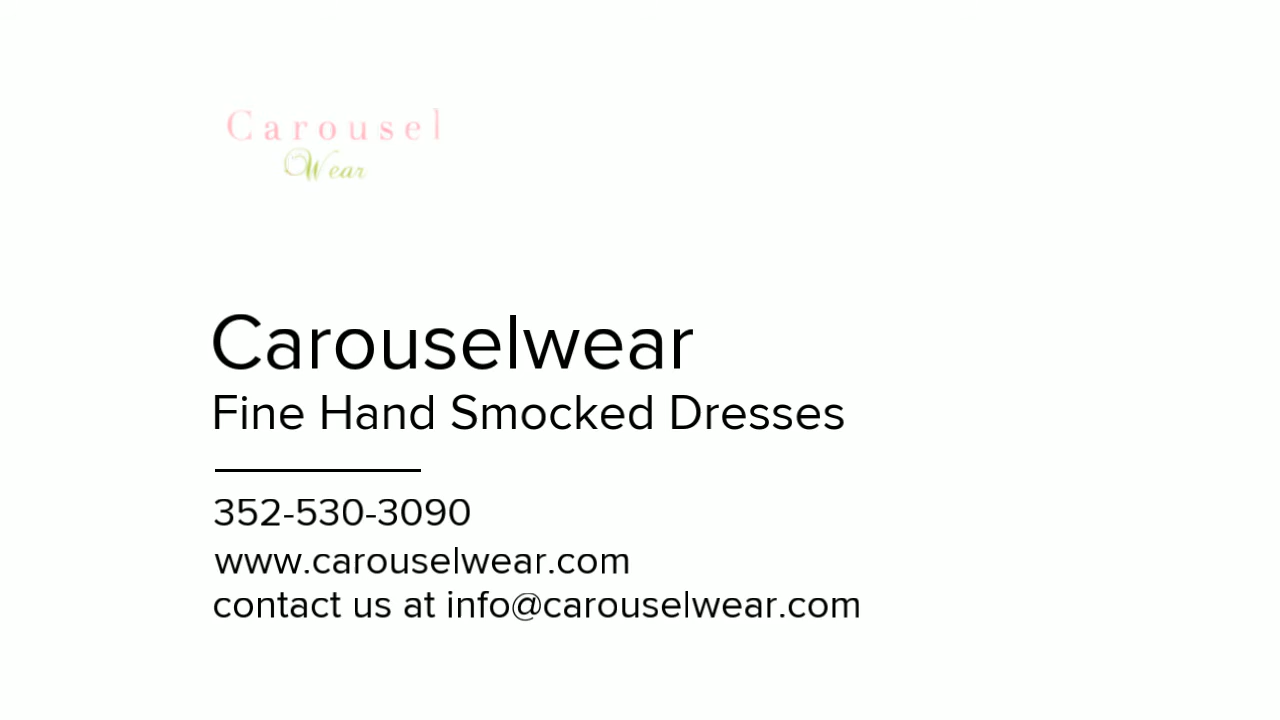 Carousel
Wear
Carouselwear
Fine Hand Smocked Dresses
352-530-3090
www.carouselwear.com
contact us at info@carouselwear.com